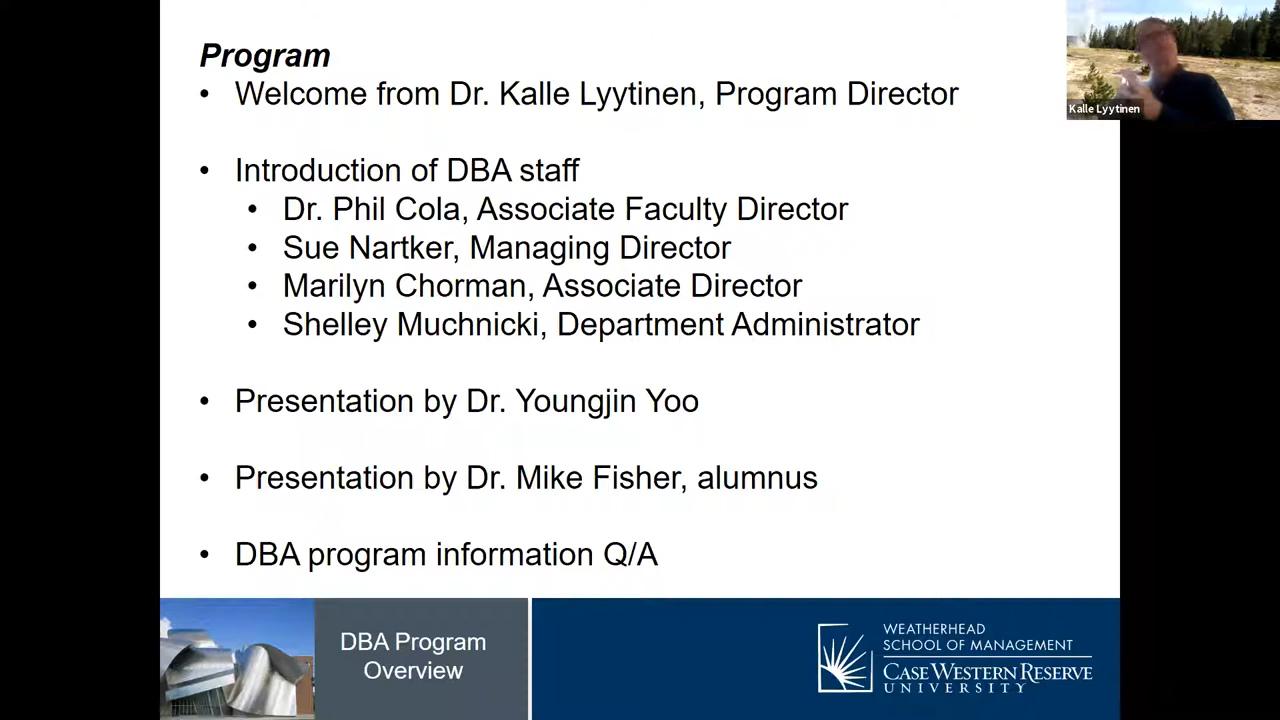 Program
• Welcome from Dr. Kalle Lyytinen, Program Director
Kalle Lyytinen
• Introduction of DBA staff
• Dr. Phil Cola, Associate Faculty Director
• Sue Nartker, Managing Director
• Marilyn Chorman, Associate Director
• Shelley Muchnicki, Department Administrator
• Presentation by Dr. Youngjin Yoo
• Presentation by Dr. Mike Fisher, alumnus
• DBA program information Q/A
DBA Program
Overview
WEATHERHEAD
SCHOOL OF MANAGEMENT
CASE WESTERN RESERVE
UNIVERSITY